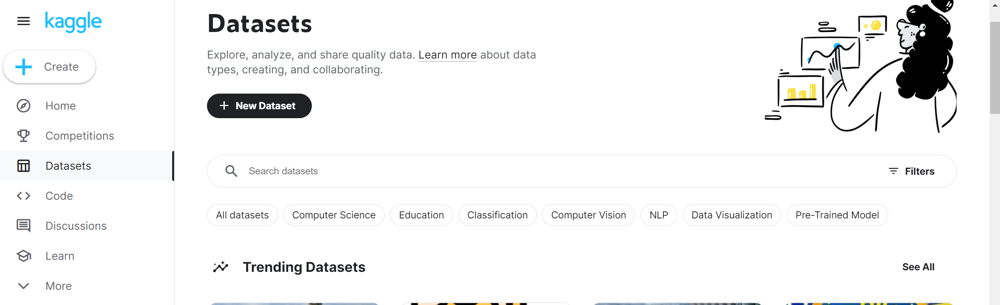 kaggle
Create
Home
Competitions
Datasets
Code
Discussions
Learn
More
Datasets
Explore, analyze, and share quality data. Learn more about data
types, creating, and collaborating.
New Dataset
Search datasets
Filters
All datasets
Computer Science
Education
Classification
Computer Vision
NLP
Data Visualization
Pre-Trained Model
Trending Datasets
See All